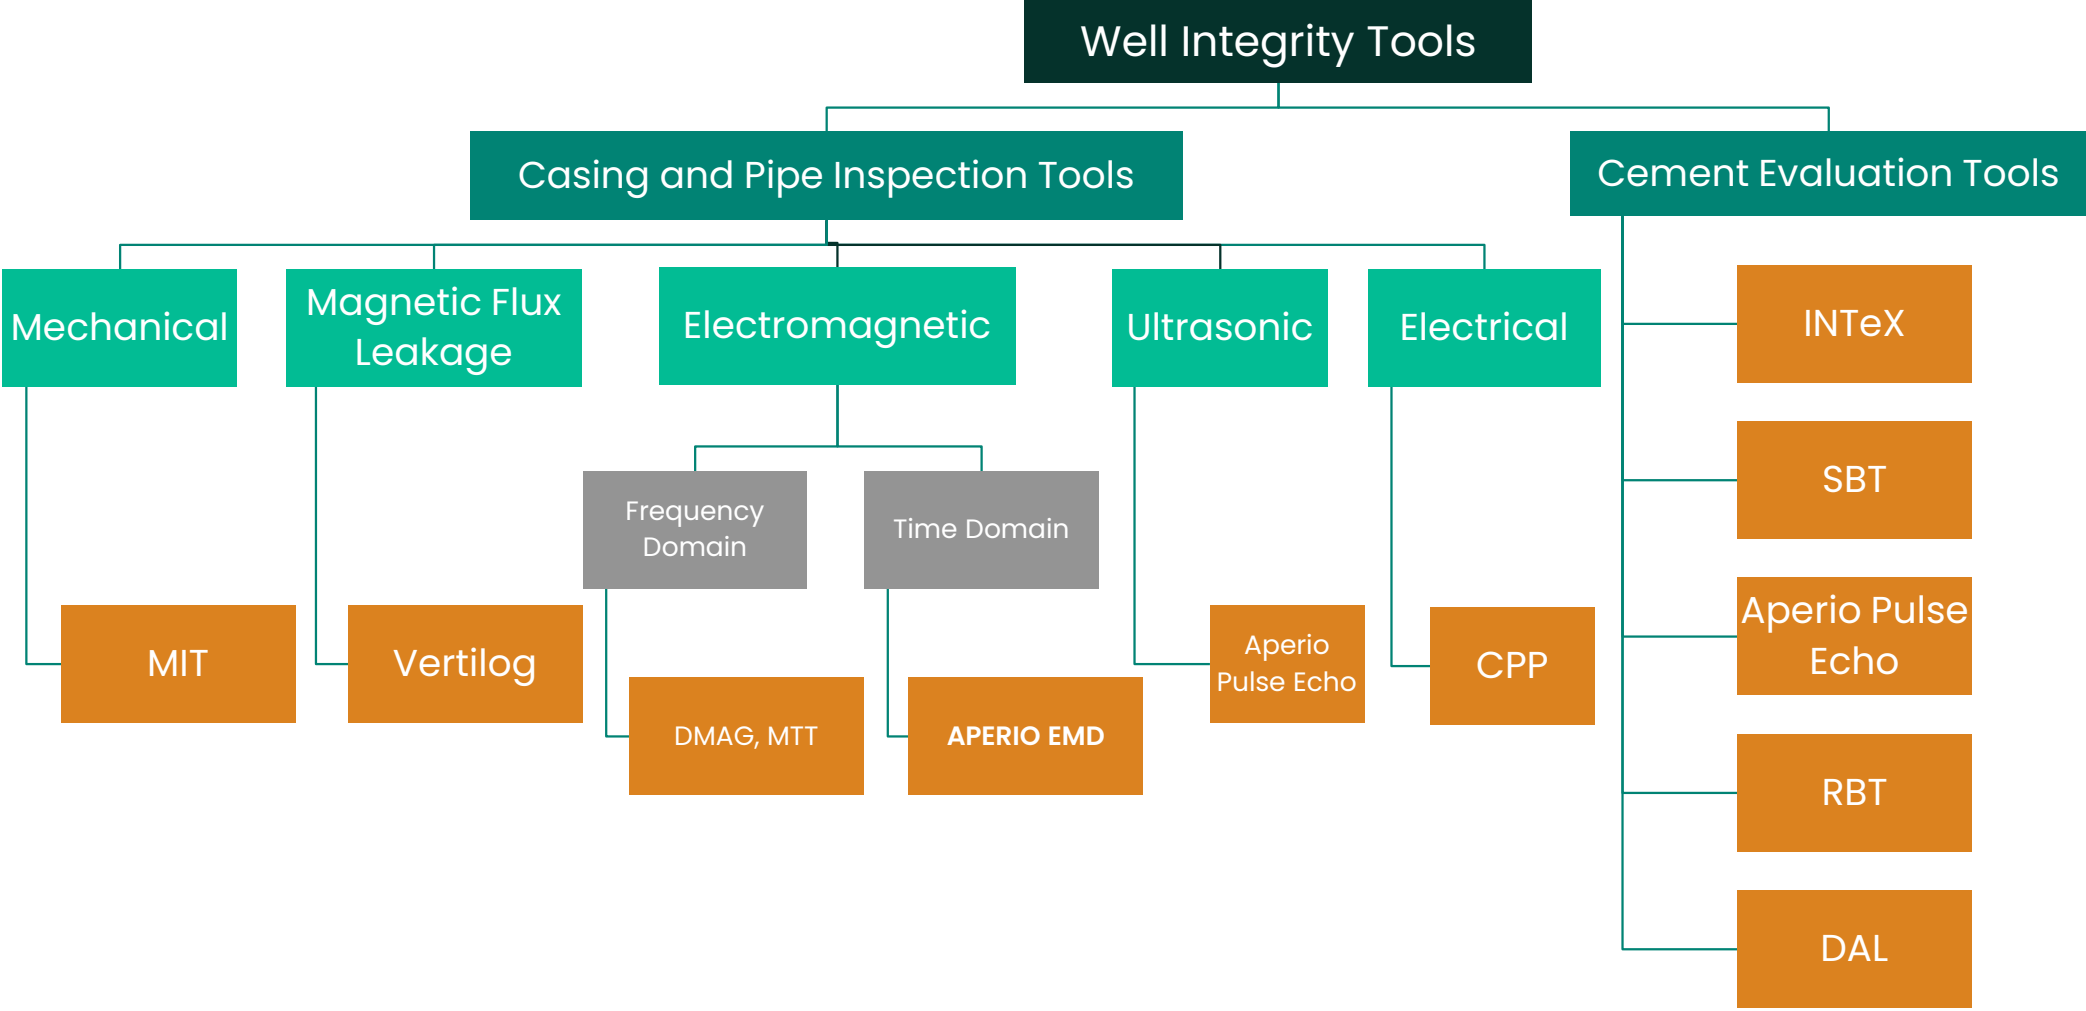 Well Integrity Tools
Casing and Pipe Inspection Tools
Cement Evaluation Tools
Mechanical
Magnetic Flux
Leakage
Electromagnetic
Ultrasonic
Electrical
Frequency
Domain
Time Domain
MIT
Vertilog
DMAG, MTT
APERIO EMD
Aperio
Pulse Echo
CPP
INTeX
SBT
Aperio Pulse
Echo
RBT
DAL